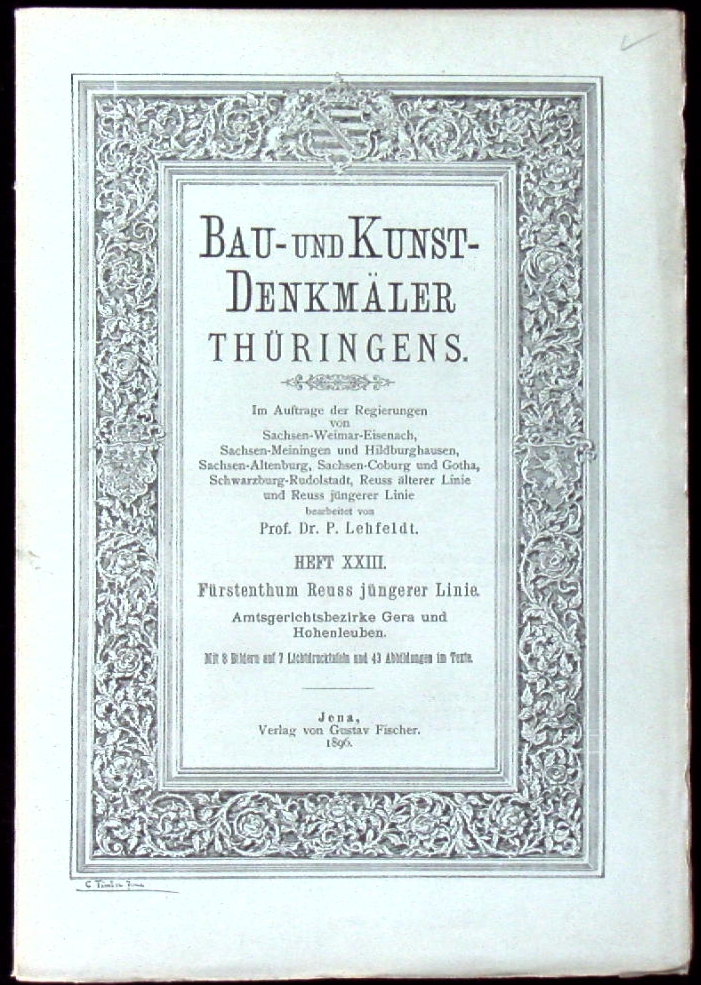 BAU- UND KUNST-
DENKMÄLER
THÜRINGENS.
Im Auftrage der Regierungen
von
Sachsen-Weimar-Eisenach,
Sachsen-Meiningen und Hildburghausen,
Sachsen-Altenburg, Sachsen-Coburg und Gotha,
Schwarzburg-Rudolstadt, Reuss älterer Linie
und Reuss jüngerer Linie
bearbeitet von
Prof. Dr. P. Lehfeldt.
HEFT XXIII.
Fürstenthum Reuss jüngerer Linie.
Amtsgerichtsbezirke Gera und
Hohenleuben.
Mit 8 Bildern auf 7 Lichtdrucktafeln und 43 Abbildungen im Texte.
Jena,
Verlag von Gustav Fischer.
1896.